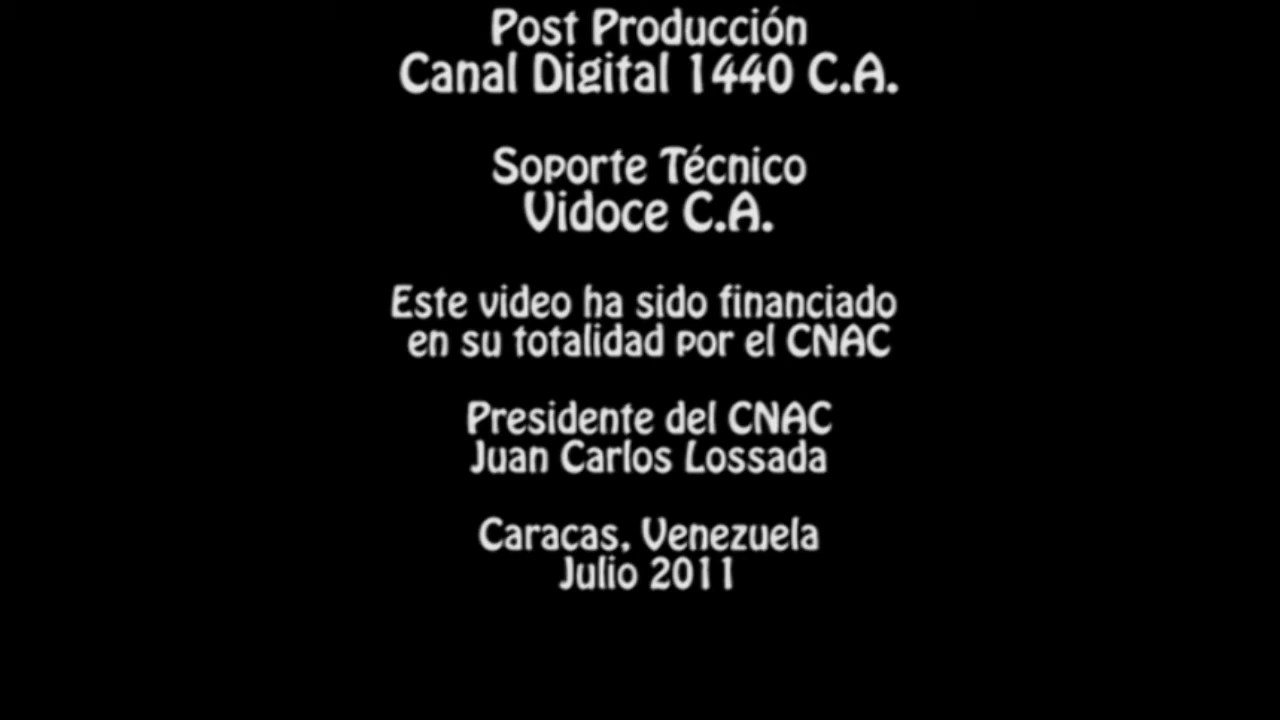 Post Producción
Canal Digital 1440 C.A.
Soporte Técnico
Vidoce C.A.
Este video ha sido financiado
en su totalidad por el CNAC
Presidente del CNAC
Juan Carlos Lossada
Caracas, Venezuela
Julio 2011